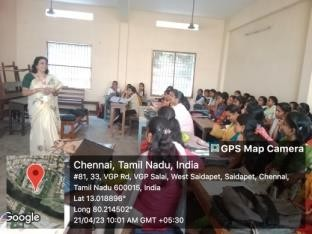 GPS Map Camera
Chennai, Tamil Nadu, India
#81, 33, VGP Rd, VGP Salai, West Saidapet, Saidapet, Chennai,
Tamil Nadu 600015, India
Lat 13.018896°
Long 80.214502°
21/04/23 10:01 AM GMT +05:30
Google